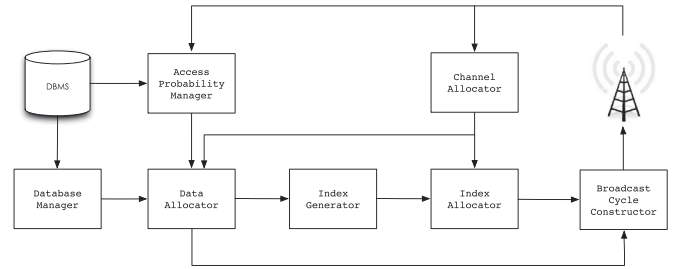 DBMS
Access
Probability
Manager
Channel
Allocator
Database
Manager
Data
Allocator
Index
Generator
Index
Allocator
Broadcast
Cycle
Constructor